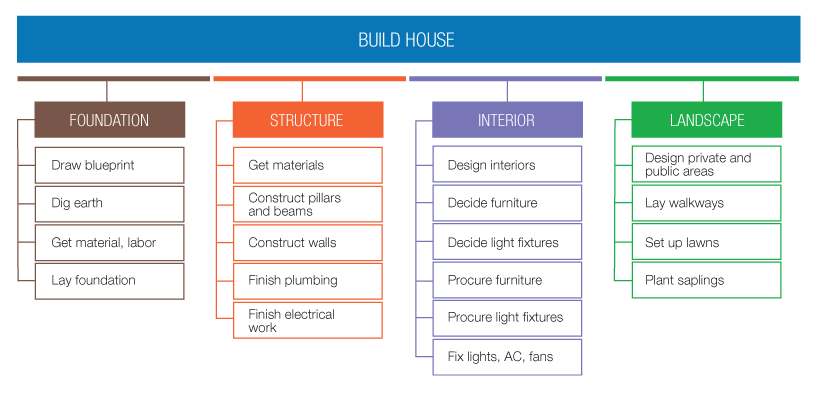 BUILD HOUSE
FOUNDATION
Draw blueprint
Dig earth
Get material, labor
Lay foundation
STRUCTURE
Get materials
Construct pillars
and beams
Construct walls
Finish plumbing
Finish electrical
work
INTERIOR
Design interiors
Decide furniture
Decide light fixtures
Procure furniture
Procure light fixtures
Fix lights, AC, fans
LANDSCAPE
Design private and
public areas
Lay walkways
Set up lawns
Plant saplings